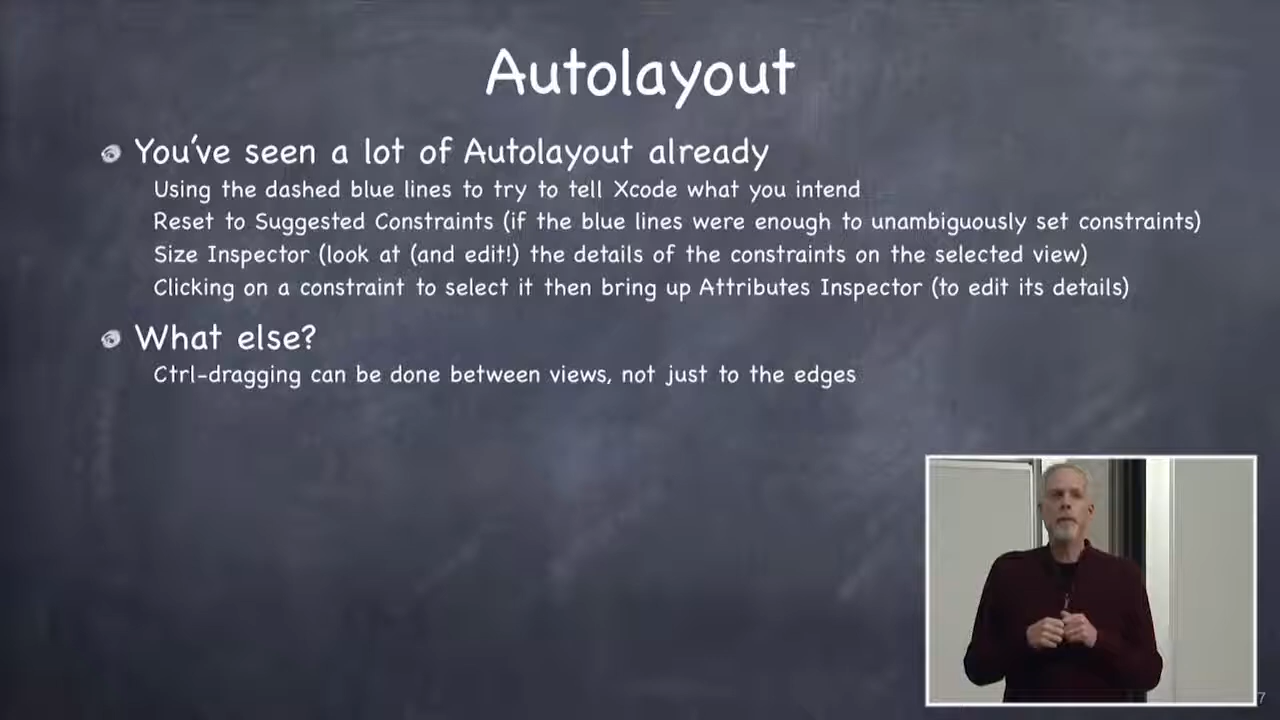 Autolayout
You've seen a lot of Autolayout already
Using the dashed blue lines to try to tell Xcode what you intend
Reset to Suggested Constraints (if the blue lines were enough to unambiguously set constraints)
Size Inspector (look at (and edit!) the details of the constraints on the selected view)
Clicking on a constraint to select it then bring up Attributes Inspector (to edit its details)
What else?
Ctrl-dragging can be done between views, not just to the edges
7